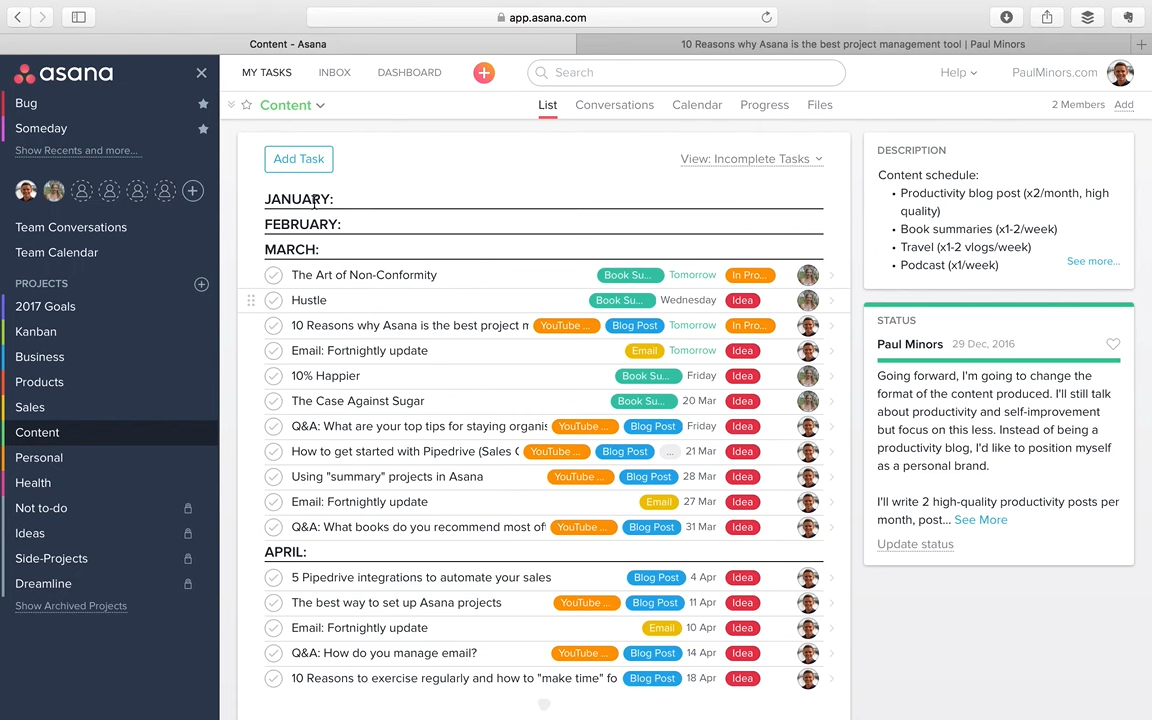 app.asana.com
Content - Asana
10 Reasons why Asana is the best project management tool | Paul Minors
asana
Bug
Someday
Show Recents and more...
Team Conversations
Team Calendar
PROJECTS
2017 Goals
Kanban
Business
Products
Sales
Content
Personal
Health
Not to-do
Ideas
Side-Projects
Dreamline
Show Archived Projects
MY TASKS INBOX DASHBOARD Search Help PaulMinors.com
Content List Conversations Calendar Progress Files 2 Members Add
Add Task View: Incomplete Tasks
JANUARY:
FEBRUARY:
MARCH:
The Art of Non-Conformity Book Su... Tomorrow In Pro...
Hustle Book Su... Wednesday Idea
10 Reasons why Asana is the best project m YouTube ... Blog Post Tomorrow In Pro...
Email: Fortnightly update Email Tomorrow Idea
10% Happier Book Su... Friday Idea
The Case Against Sugar Book Su... 20 Mar Idea
Q&A: What are your top tips for staying organis YouTube ... Blog Post Friday Idea
How to get started with Pipedrive (Sales C YouTube ... Blog Post ... 21 Mar Idea
Using "summary" projects in Asana YouTube ... Blog Post 28 Mar Idea
Email: Fortnightly update Email 27 Mar Idea
Q&A: What books do you recommend most of YouTube ... Blog Post 31 Mar Idea
APRIL:
5 Pipedrive integrations to automate your sales Blog Post 4 Apr Idea
The best way to set up Asana projects YouTube ... Blog Post 11 Apr Idea
Email: Fortnightly update Email 10 Apr Idea
Q&A: How do you manage email? YouTube ... Blog Post 14 Apr Idea
10 Reasons to exercise regularly and how to "make time" fo Blog Post 18 Apr Idea
DESCRIPTION
Content schedule:
• Productivity blog post (x2/month, high
quality)
• Book summaries (x1-2/week)
• Travel (x1-2 vlogs/week)
• Podcast (x1/week) See more...
STATUS
Paul Minors 29 Dec, 2016
Going forward, I'm going to change the
format of the content produced. I'll still talk
about productivity and self-improvement
but focus on this less. Instead of being a
productivity blog, I'd like to position myself
as a personal brand.
I'll write 2 high-quality productivity posts per
month, post... See More
Update status